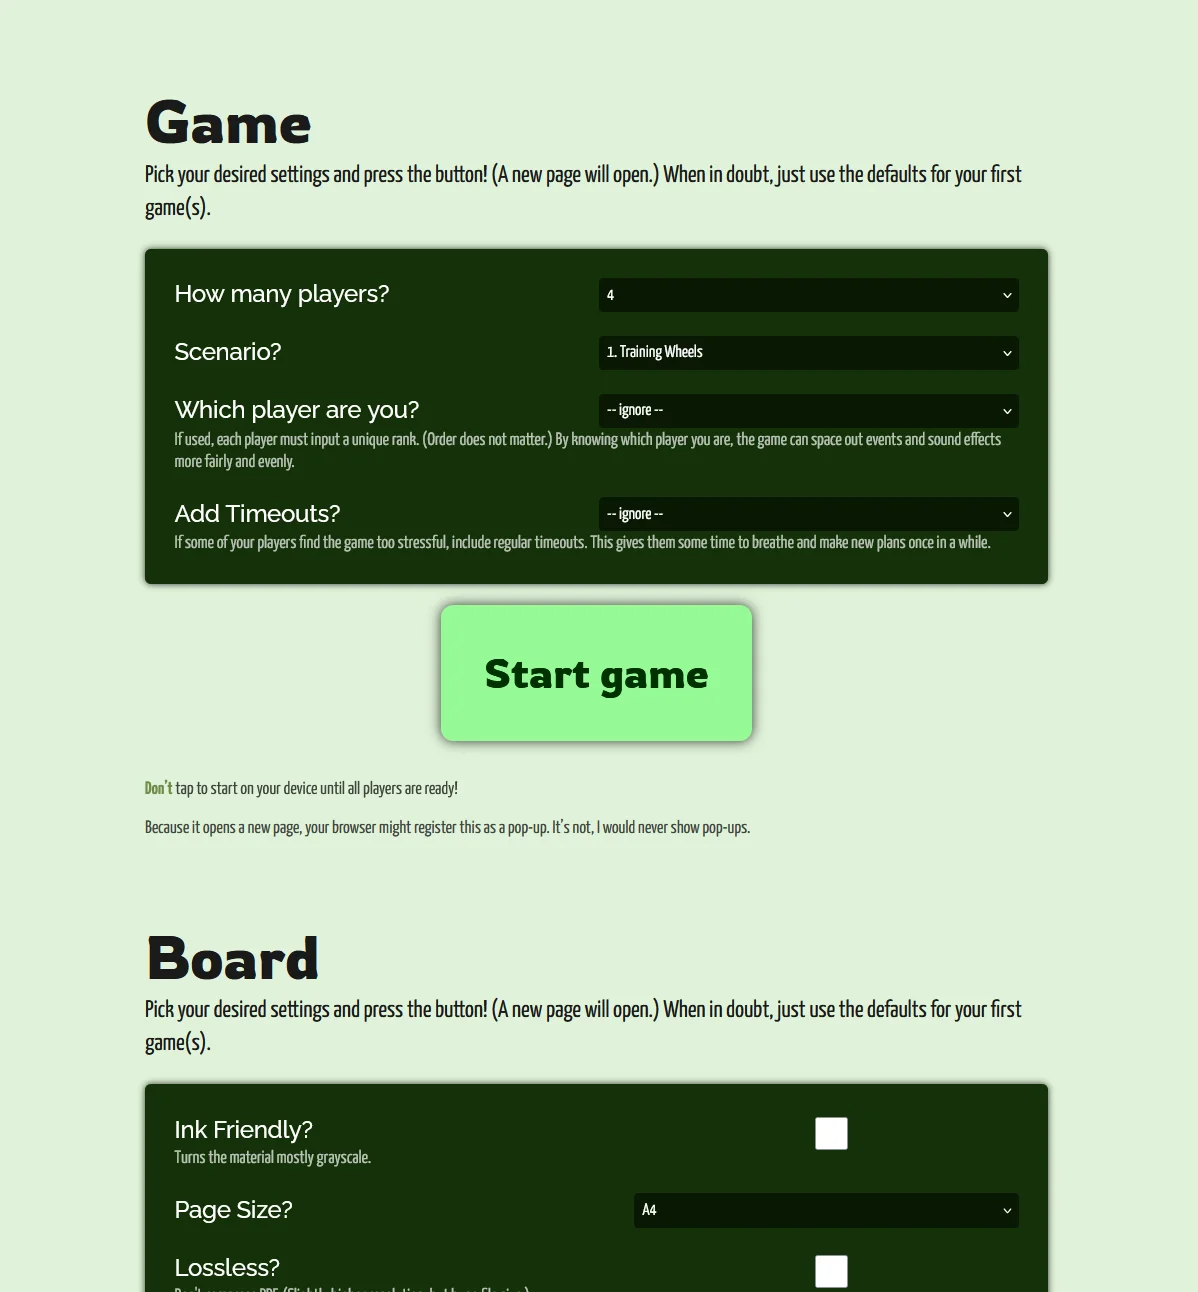 Game
Pick your desired settings and press the button! (A new page will open.) When in doubt, just use the defaults for your first
game(s).
How many players?
4
Scenario?
1. Training Wheels
Which player are you?
-- ignore --
If used, each player must input a unique rank. (Order does not matter.) By knowing which player you are, the game can space out events and sound effects
more fairly and evenly.
Add Timeouts?
-- ignore --
If some of your players find the game too stressful, include regular timeouts. This gives them some time to breathe and make new plans once in a while.
Start game
Don't tap to start on your device until all players are ready!
Because it opens a new page, your browser might register this as a pop-up. It's not, I would never show pop-ups.
Board
Pick your desired settings and press the button! (A new page will open.) When in doubt, just use the defaults for your first
game(s).
Ink Friendly?
Turns the material mostly grayscale.
Page Size?
A4
Lossless?